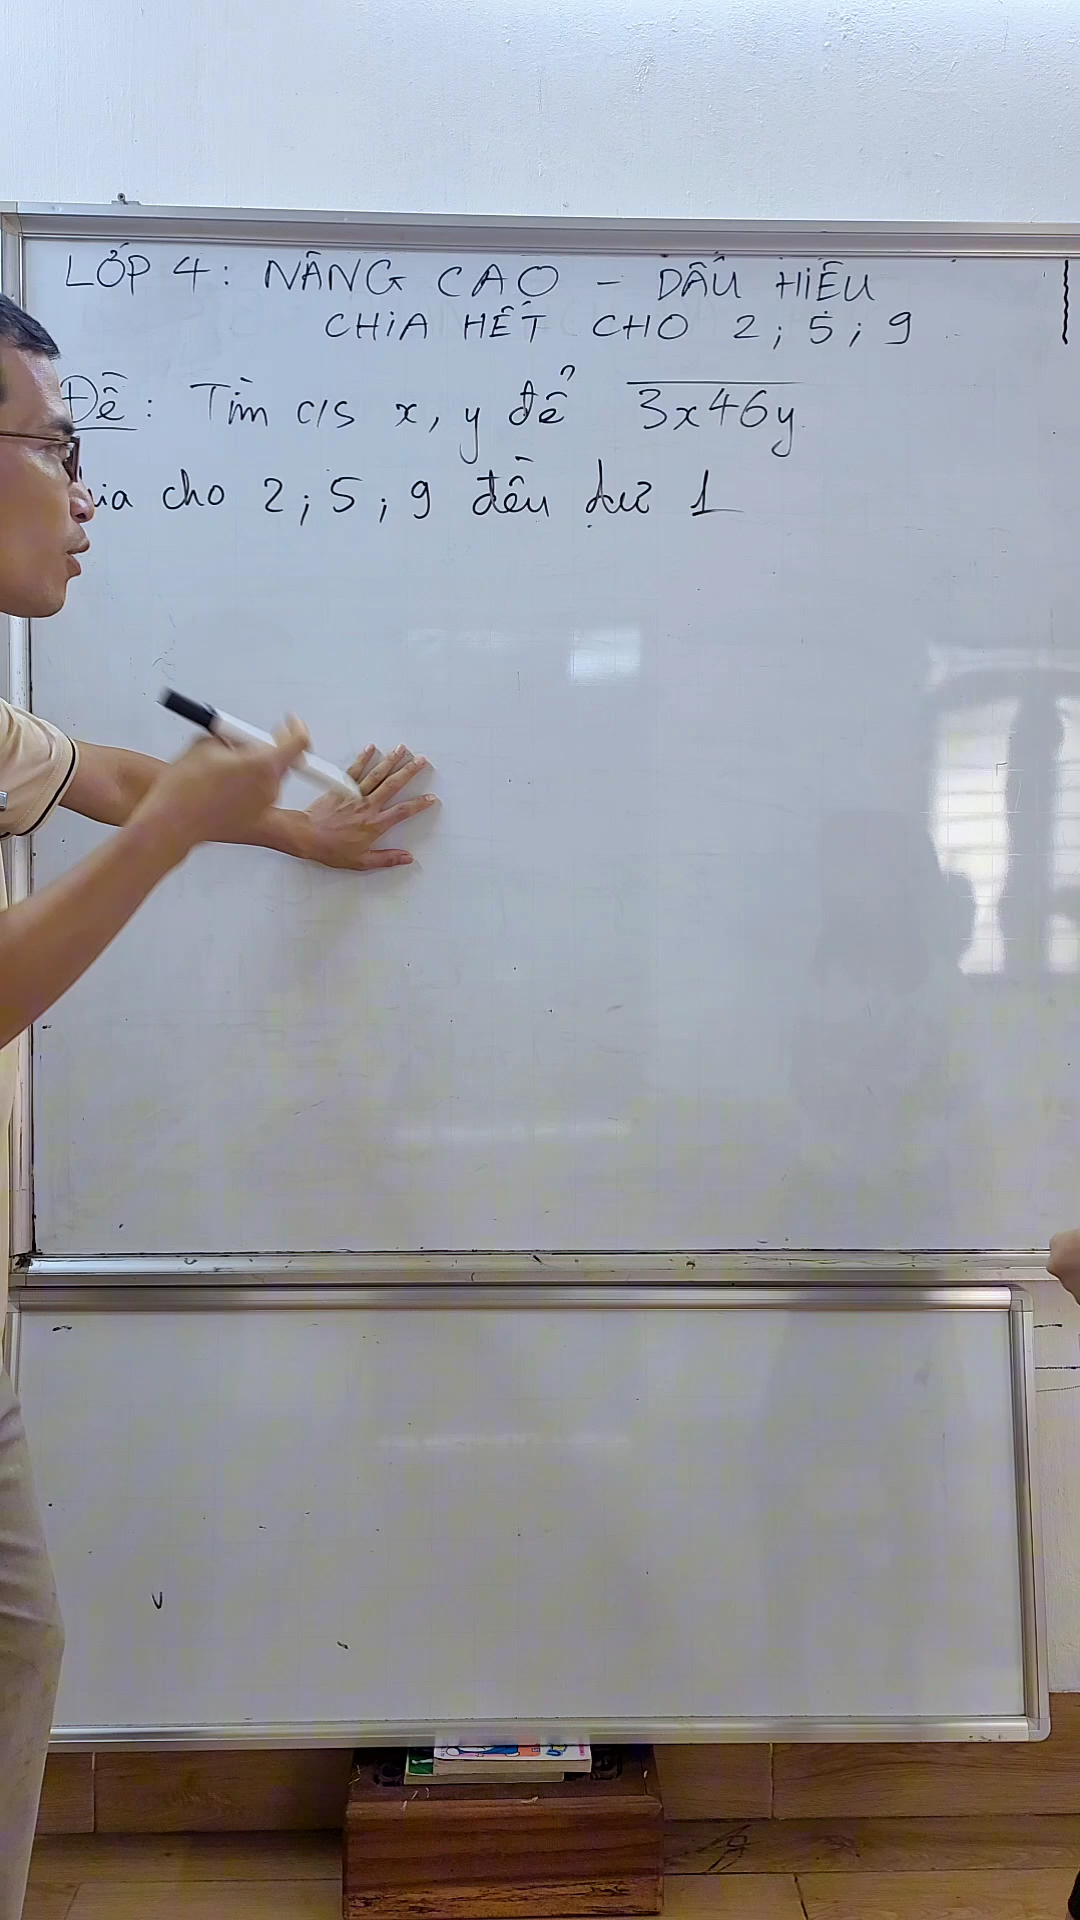 LỚP 4: NÂNG CAO - DẤU HIỆU
CHIA HẾT CHO 2; 5; 9
Đề: Tìm c/s x, y để 3x46y
cho 2; 5; 9 đều dư 1